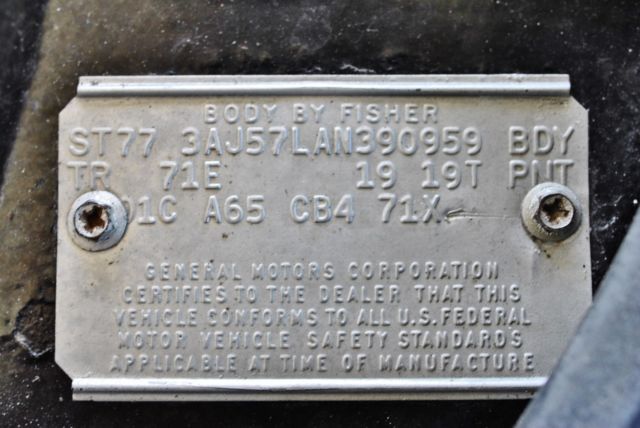 BODY BY FISHER
ST77 3AJ57LAN390959 BDY
TR 71E 19 19T PNT
01C A65 CB4 71X
GENERAL MOTORS CORPORATION
CERTIFIES TO THE DEALER THAT THIS
VEHICLE CONFORMS TO ALL U.S. FEDERAL
MOTOR VEHICLE SAFETY STANDARDS
APPLICABLE AT TIME OF MANUFACTURE